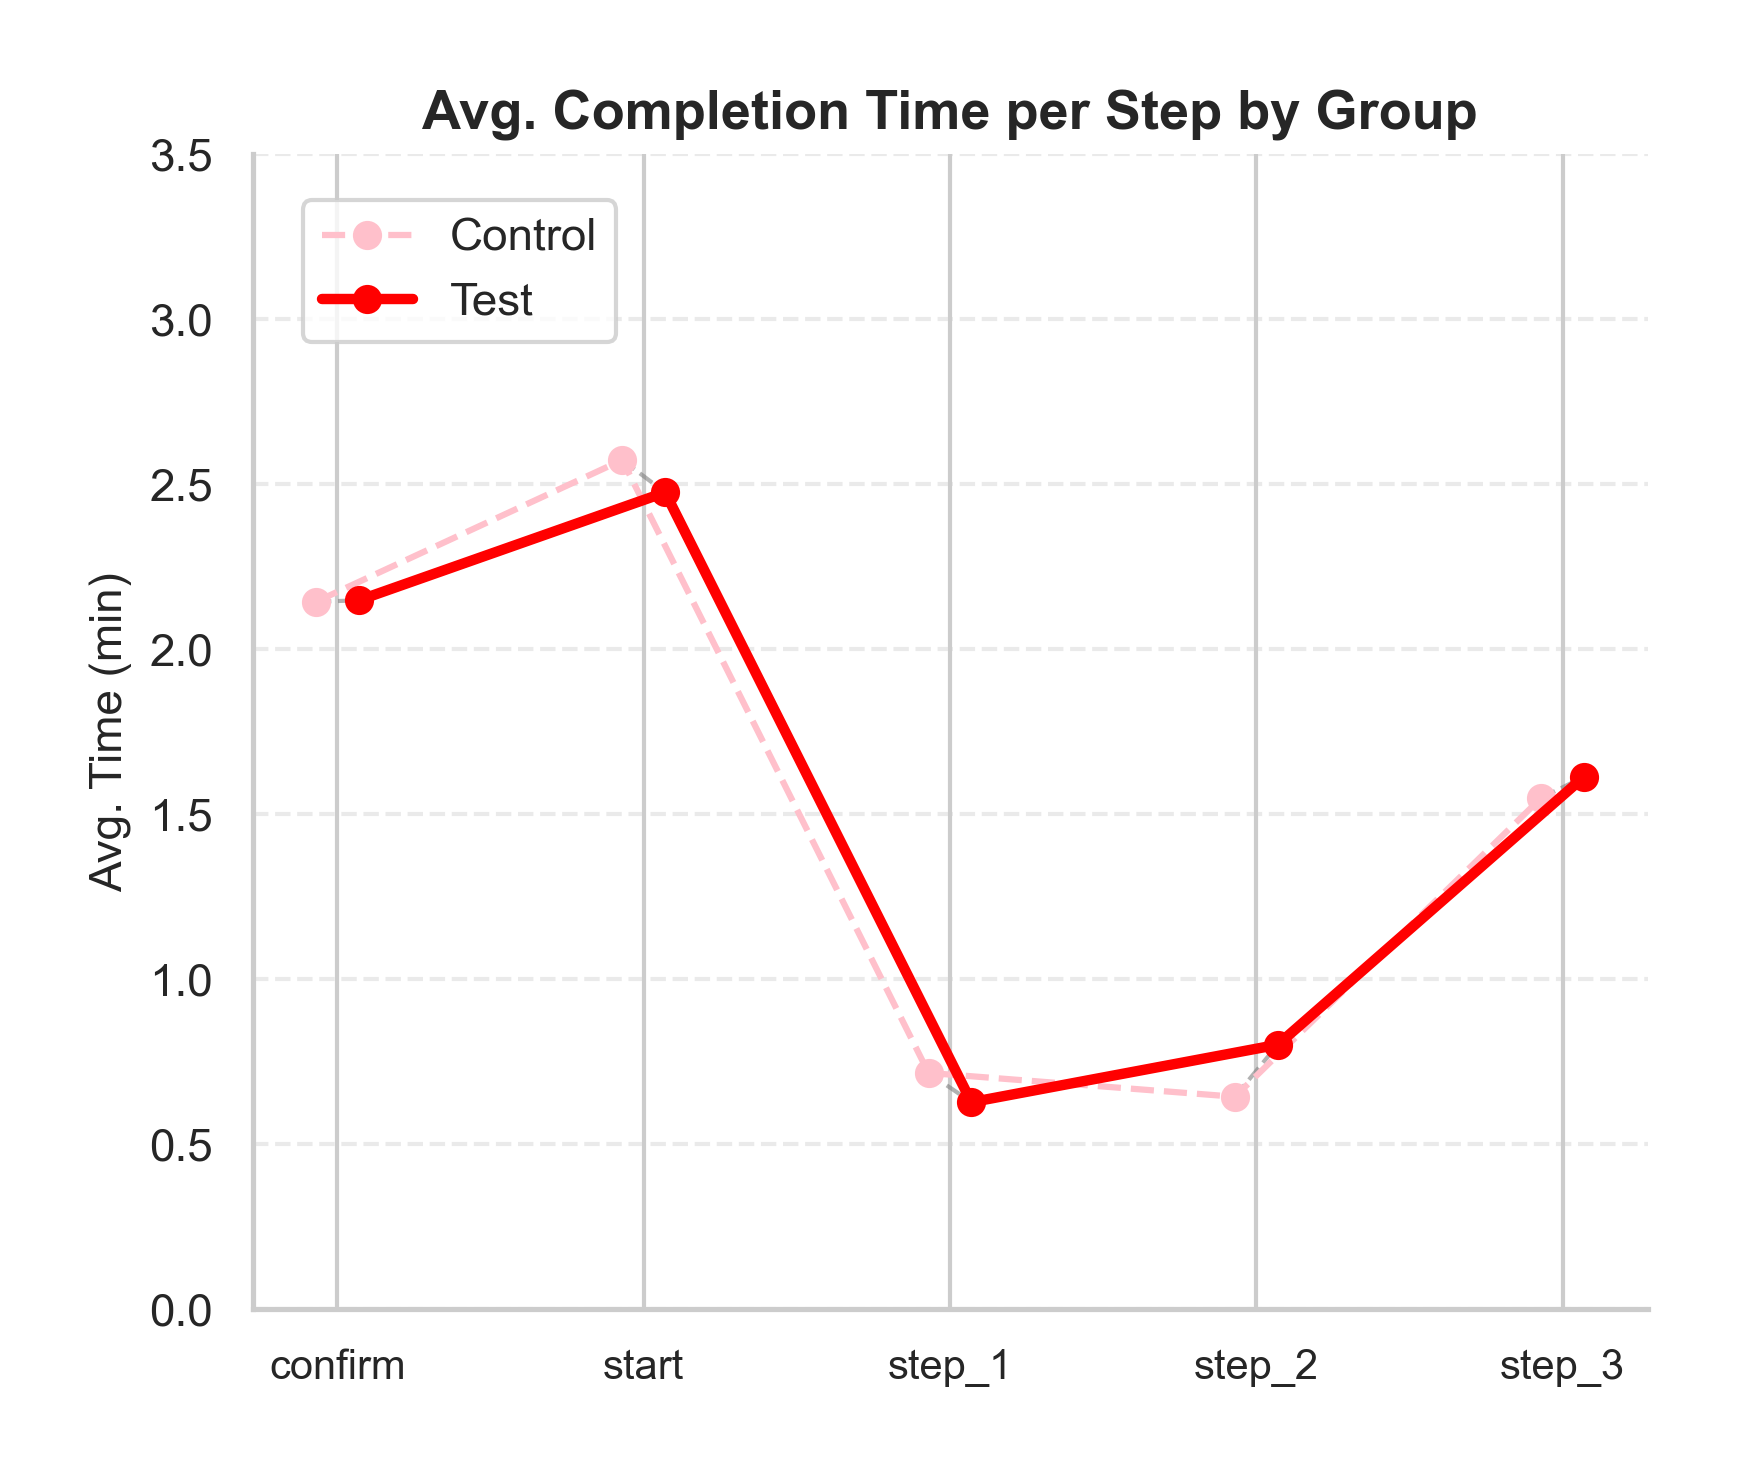 Avg. Completion Time per Step by Group
3.5
3.0
2.5
2.0
1.5
1.0
0.5
0.0
Avg. Time (min)
Control
Test
confirm
start
step_1
step_2
step_3